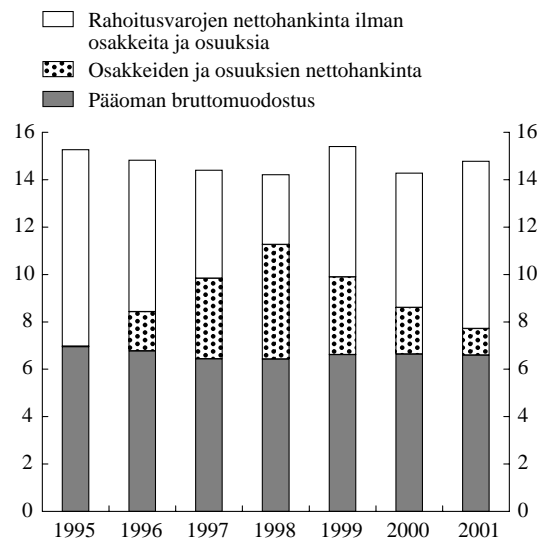 Rahoitusvarojen nettohankinta ilman
osakkeita ja osuuksia
Osakkeiden ja osuuksien nettohankinta
Pääoman bruttomuodostus
16 16
14 14
12 12
10 10
8 8
6 6
4 4
2 2
0 0
1995 1996 1997 1998 1999 2000 2001